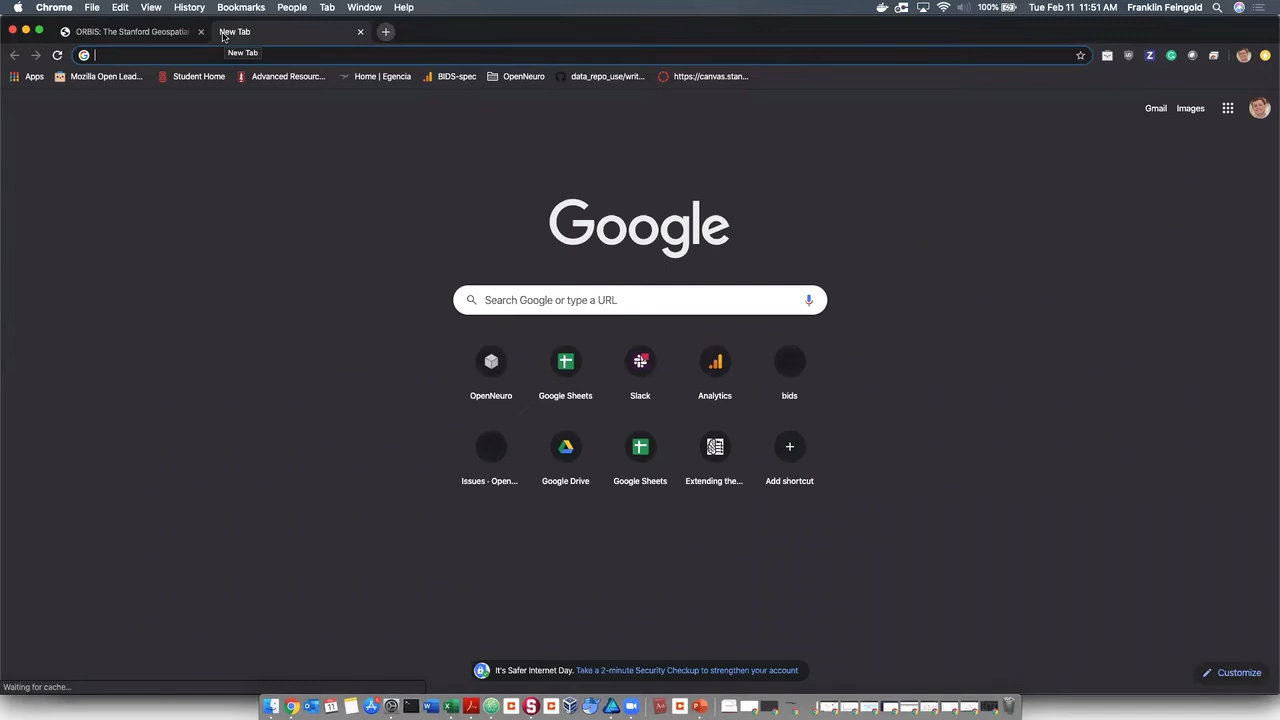 Chrome File Edit View History Bookmarks People Tab Window Help 100% Tue Feb 11 11:51 AM Franklin Feingold
ORBIS: The Stanford Geospatial New Tab
New Tab
Apps Mozilla Open Lead... Student Home Advanced Resourc... Home | Egencia BIDS-spec OpenNeuro data_repo_use/writ... https://canvas.stan...
Gmail Images
Google
Search Google or type a URL
OpenNeuro Google Sheets Slack Analytics bids
Issues · Open... Google Drive Google Sheets Extending the... Add shortcut
It's Safer Internet Day. Take a 2-minute Security Checkup to strengthen your account
Customize
Waiting for cache...